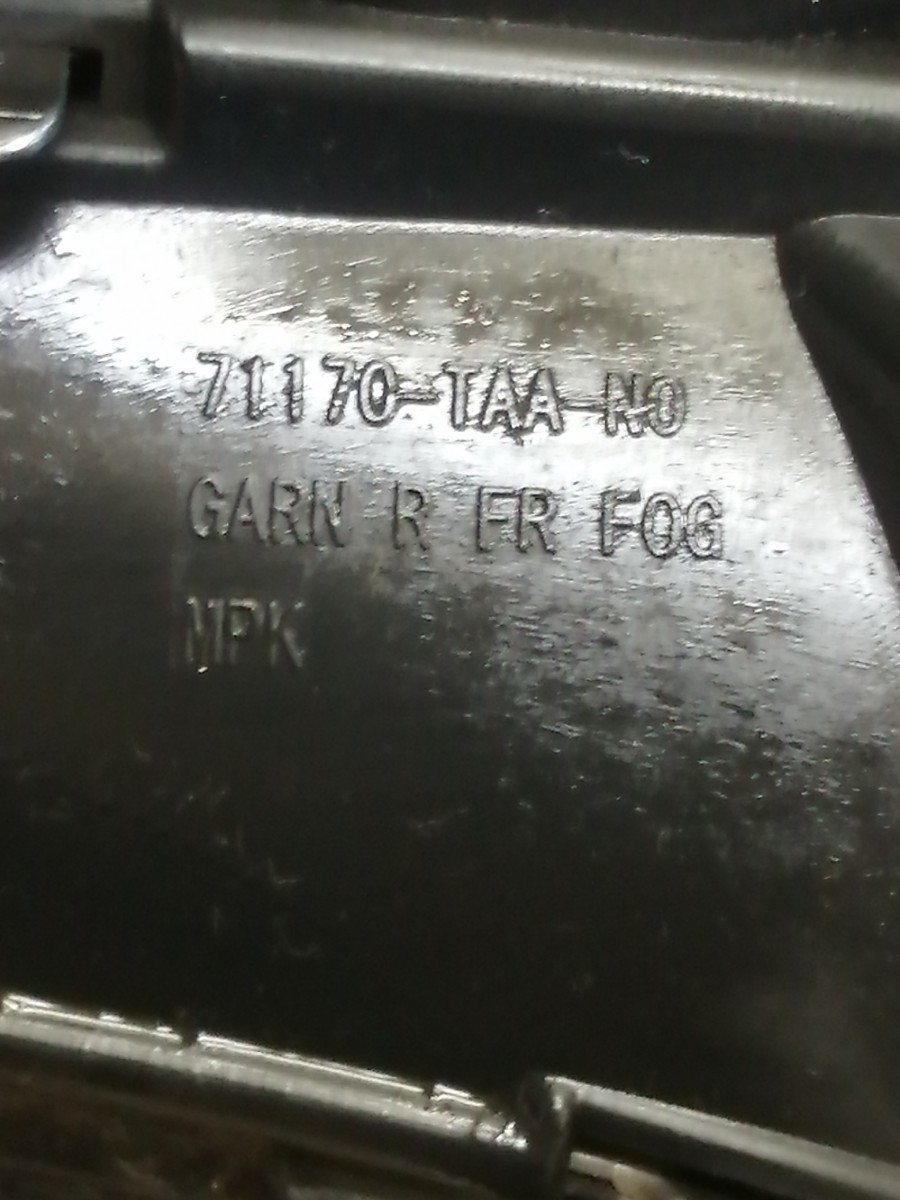 71170-TAA-N0
GARN R FR FOG
MPK